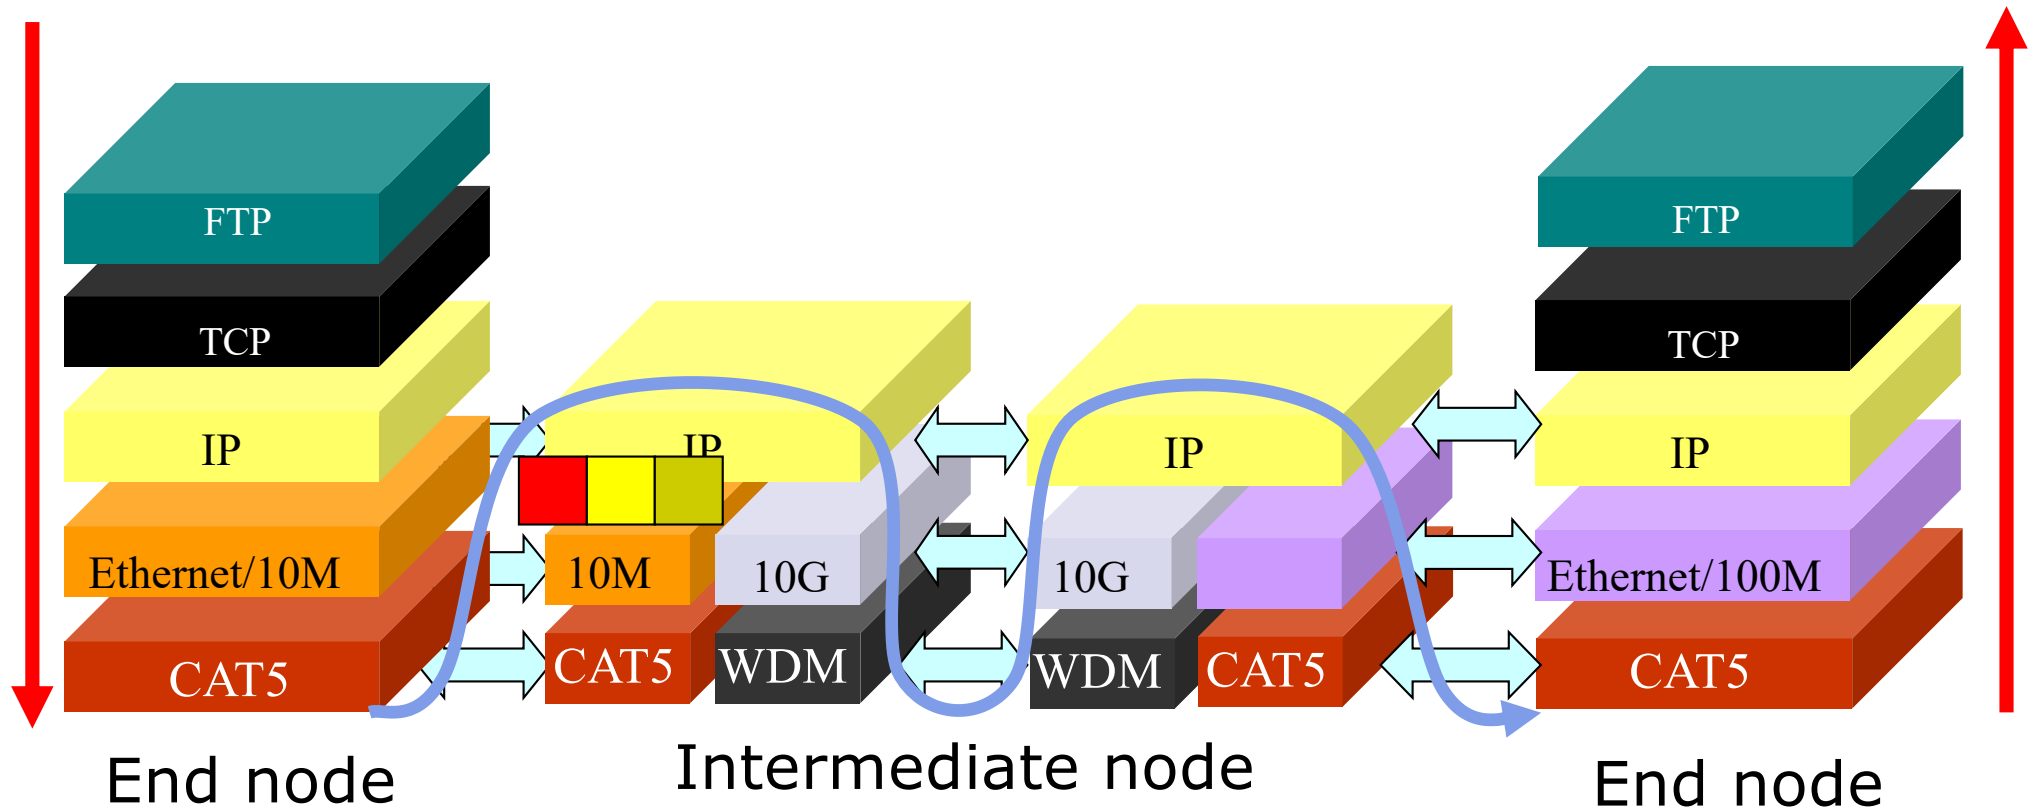 FTP
TCP
IP
Ethernet/10M
CAT5
End node
IP
10M
10G
CAT5
WDM
IP
10G
WDM
CAT5
Intermediate node
FTP
TCP
IP
Ethernet/100M
CAT5
End node